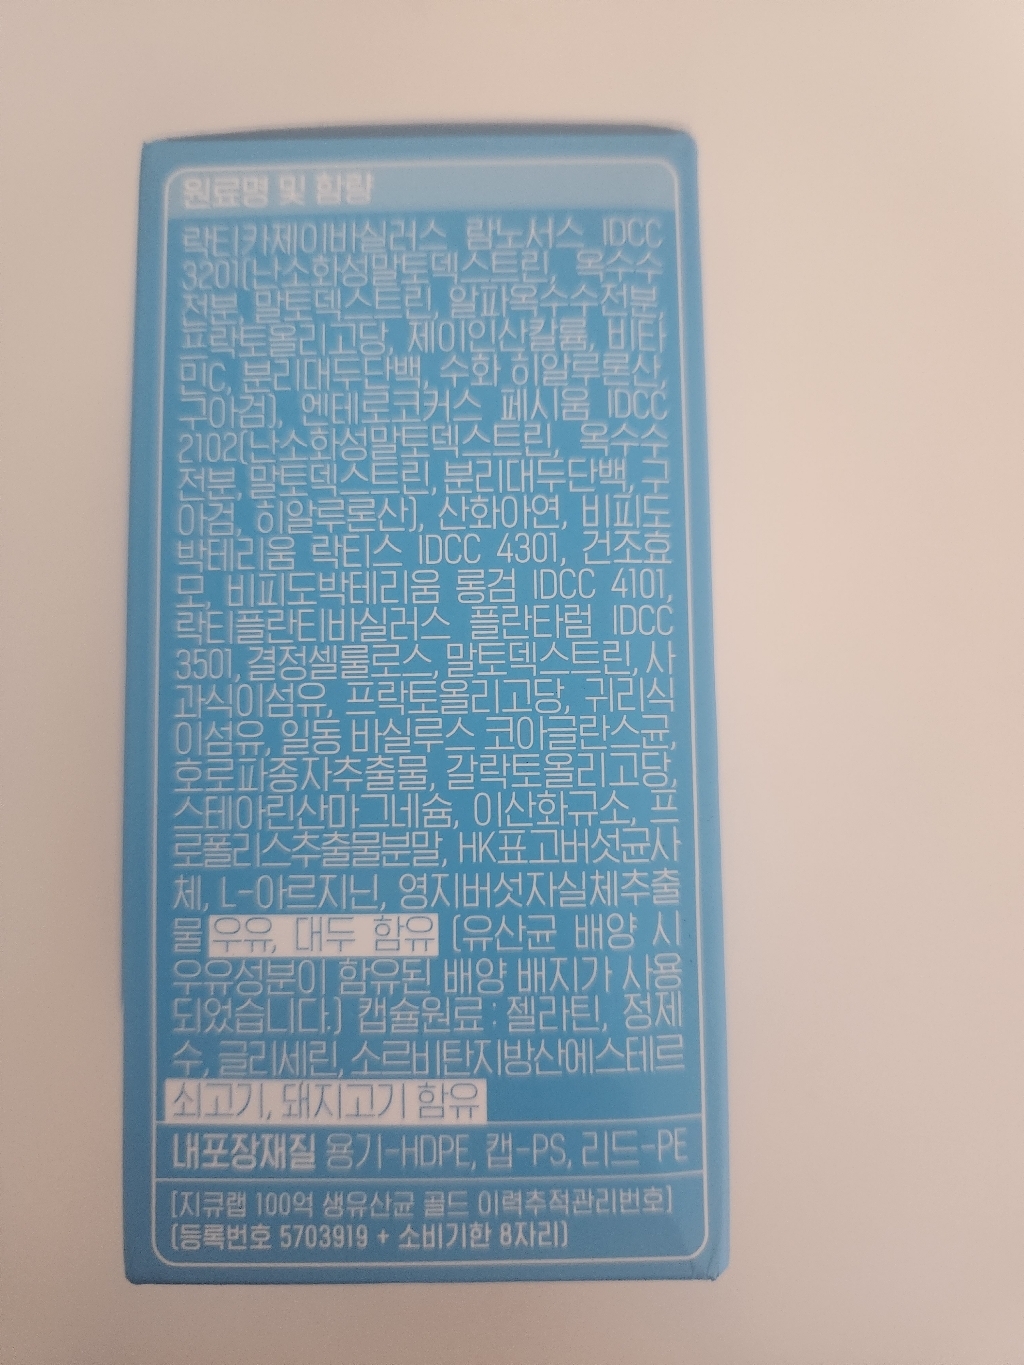 원료명 및 함량
락티카제이바실러스 람노서스 IDCC
3201(난소화성말토덱스트린, 옥수수
전분, 말토덱스트린, 알파옥수수전분,
프락토올리고당, 제이인산칼륨, 비타
민C, 분리대두단백, 수화 히알루론산,
구아검), 엔테로코커스 페시움 IDCC
2102(난소화성말토덱스트린, 옥수수
전분, 말토덱스트린, 분리대두단백, 구
아검, 히알루론산), 산화아연, 비피도
박테리움 락티스 IDCC 4301, 건조효
모, 비피도박테리움 롱검 IDCC 4101,
락티플란티바실러스 플란타럼 IDCC
3501, 결정셀룰로스, 말토덱스트린, 사
과식이섬유, 프락토올리고당, 귀리식
이섬유, 일동 바실루스 코아글란스균,
호로파종자추출물, 갈락토올리고당,
스테아린산마그네슘, 이산화규소, 프
로폴리스추출물분말, HK표고버섯균사
체, L-아르지닌, 영지버섯자실체추출
물 우유, 대두 함유 (유산균 배양 시
우유성분이 함유된 배양 배지가 사용
되었습니다.) 캡슐원료 : 젤라틴, 정제
수, 글리세린, 소르비탄지방산에스테르
쇠고기, 돼지고기 함유
내포장재질 용기-HDPE, 캡-PS, 리드-PE
[지큐랩 100억 생유산균 골드 이력추적관리번호]
(등록번호 5703919 + 소비기한 8자리)